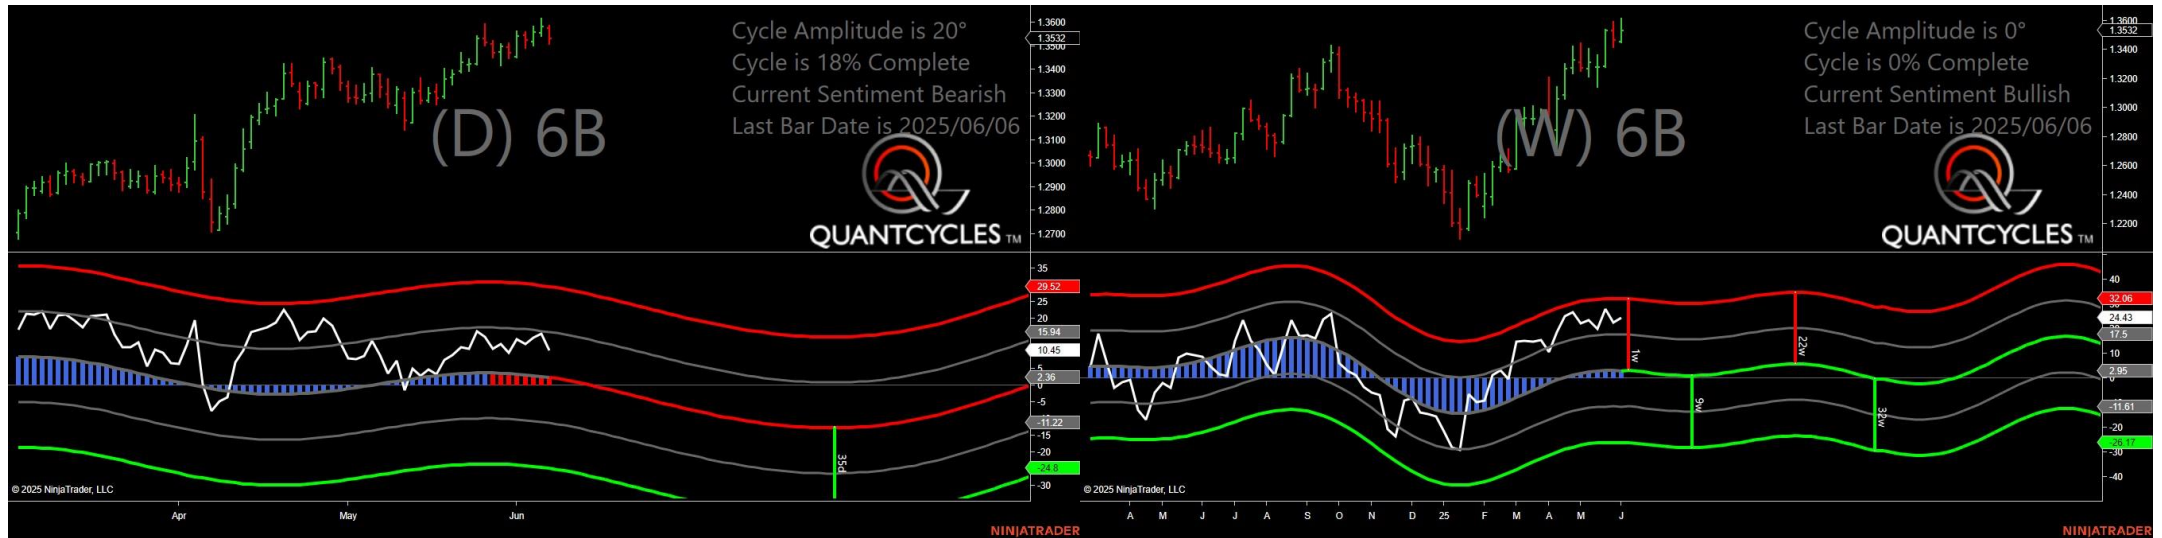 Cycle Amplitude is 20°
Cycle is 18% Complete
Current Sentiment Bearish
Last Bar Date is 2025/06/06
(D) 6B
QUANTCYCLES TM
1.3600
1.3532
1.3500
1.3400
1.3300
1.3200
1.3100
1.3000
1.2900
1.2800
1.2700
35
29.52
25
20
15.94
10.45
5
2.36
-5
-11.22
-15
-20
-24.8
-30
35d
© 2025 NinjaTrader, LLC
Apr
May
Jun
NINJATRADER
Cycle Amplitude is 0°
Cycle is 0% Complete
Current Sentiment Bullish
Last Bar Date is 2025/06/06
(W) 6B
QUANTCYCLES TM
1.3600
1.3532
1.3400
1.3200
1.3000
1.2800
1.2600
1.2400
1.2200
40
32.06
24.43
17.5
10
2.95
-11.61
-26.17
-30
-40
1w
9w
22w
32w
© 2025 NinjaTrader, LLC
A M J J A S O N D 25 F M A M J
NINJATRADER